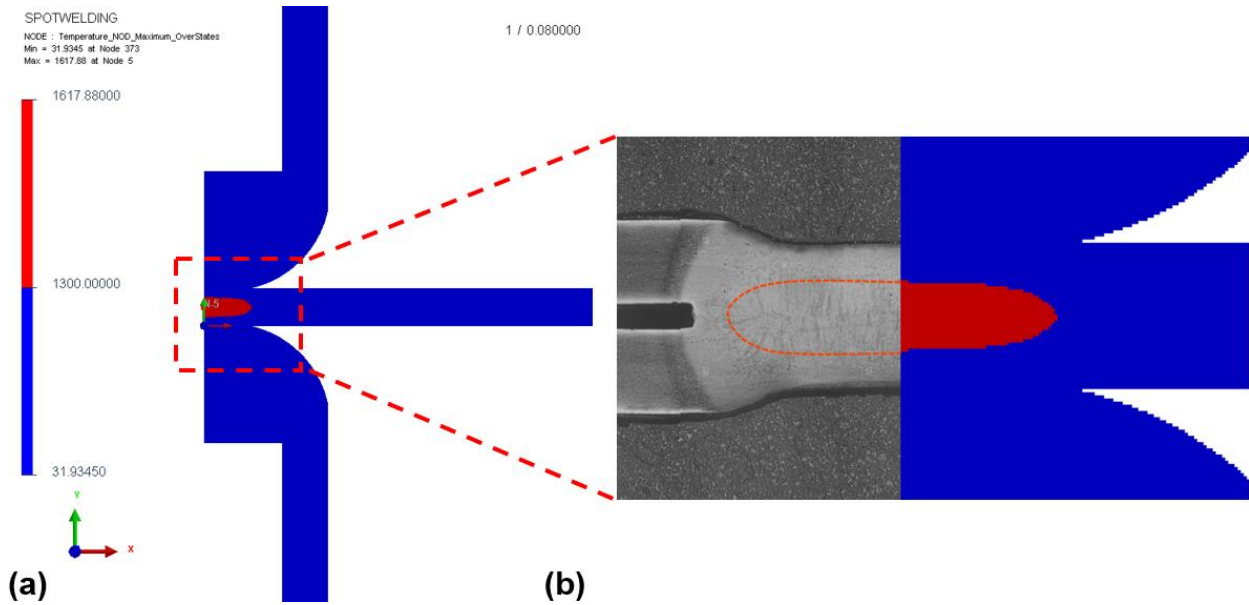 SPOTWELDING
NODE : Temperature_NOD_Maximum_OverStates
Min = 31.9345 at Node 373
Max = 1617.88 at Node 5
1 / 0.080000
1617.88000
1300.00000
31.93450
Y
X
(a)
(b)